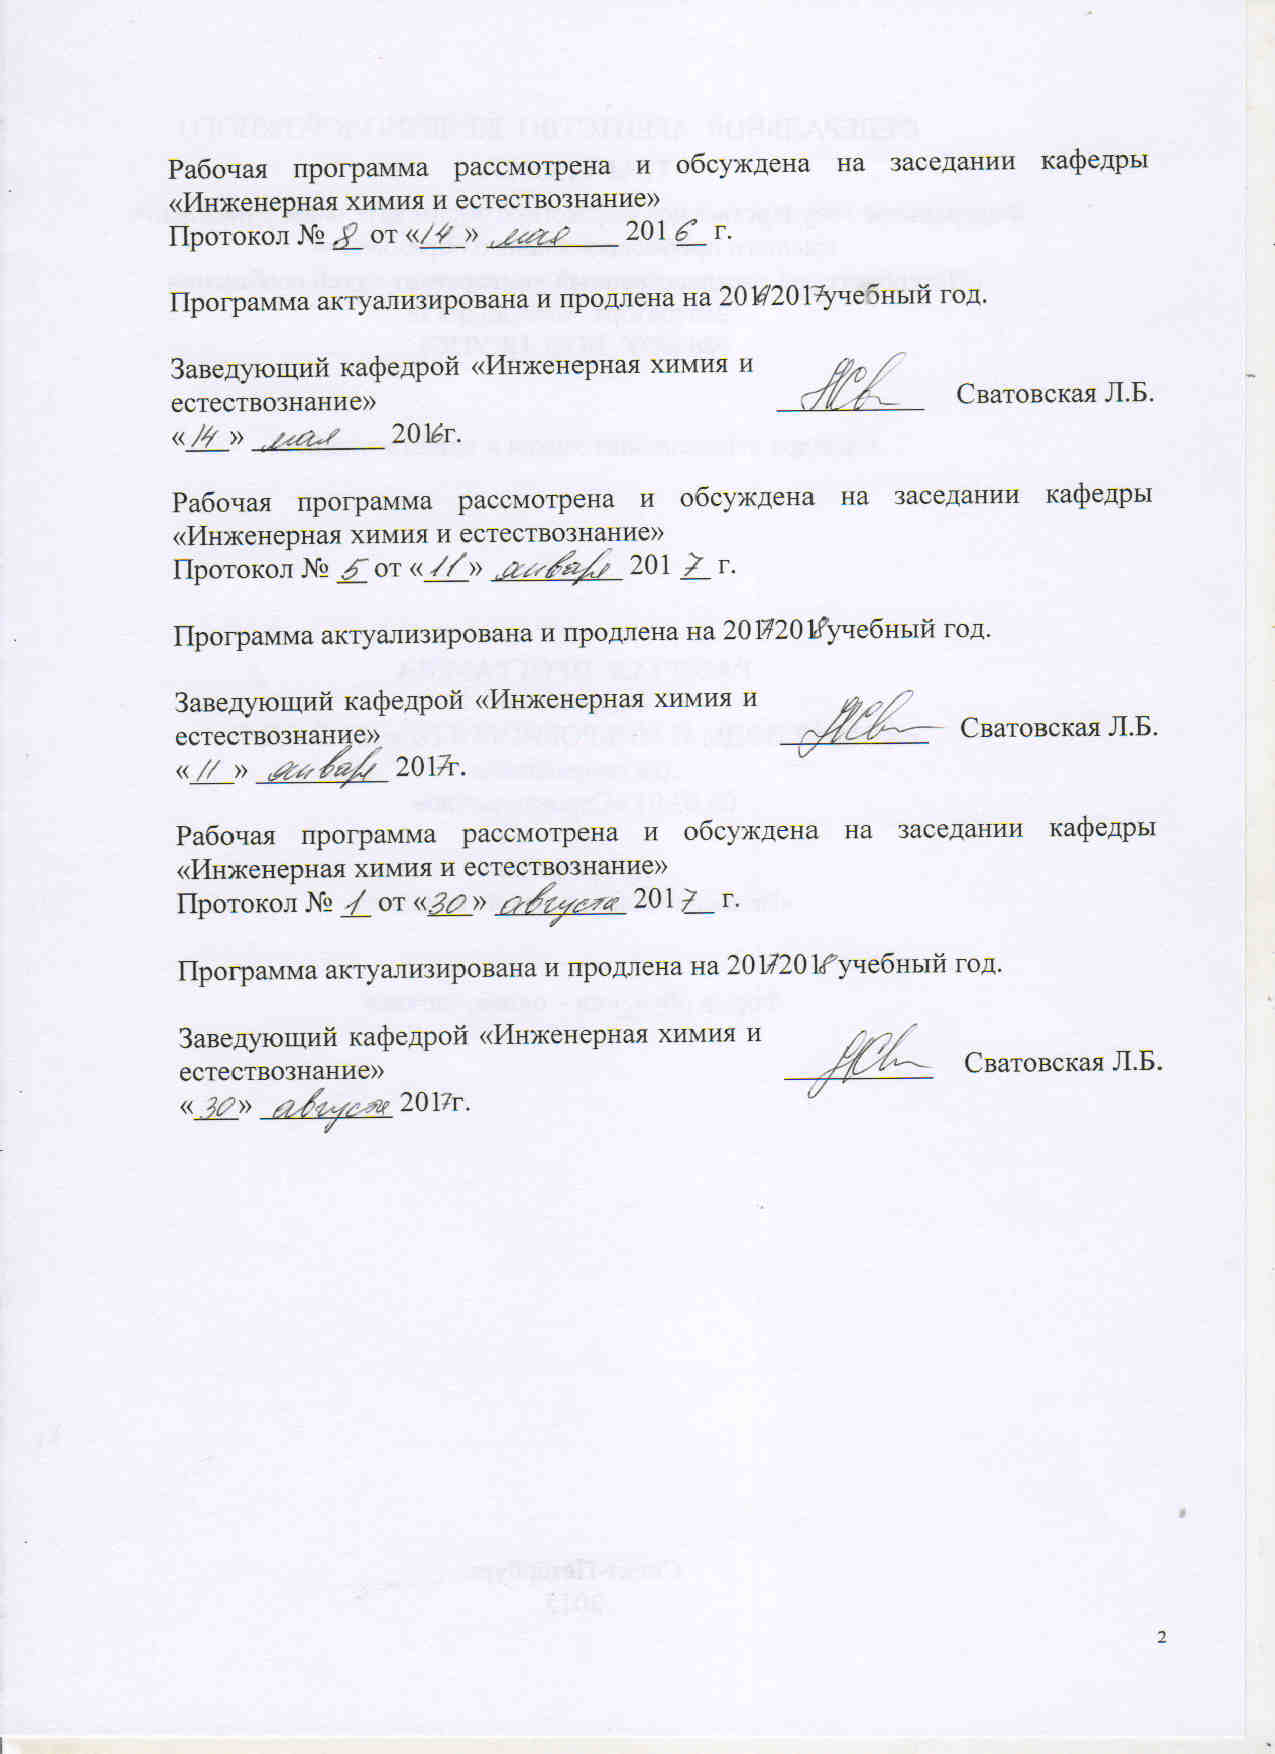 Рабочая программа рассмотрена и обсуждена на заседании кафедры
«Инженерная химия и естествознание»
Протокол № 8 от «14» мая 2016 г.
Программа актуализирована и продлена на 2016/2017 учебный год.
Заведующий кафедрой «Инженерная химия и
естествознание» Сватовская Л.Б.
«14» мая 2016 г.
Рабочая программа рассмотрена и обсуждена на заседании кафедры
«Инженерная химия и естествознание»
Протокол № 5 от «11» января 2017 г.
Программа актуализирована и продлена на 2017/2018 учебный год.
Заведующий кафедрой «Инженерная химия и
естествознание» Сватовская Л.Б.
«11» января 2017 г.
Рабочая программа рассмотрена и обсуждена на заседании кафедры
«Инженерная химия и естествознание»
Протокол № 1 от «30» августа 2017 г.
Программа актуализирована и продлена на 2017/2018 учебный год.
Заведующий кафедрой «Инженерная химия и
естествознание» Сватовская Л.Б.
«30» августа 2017 г.
2